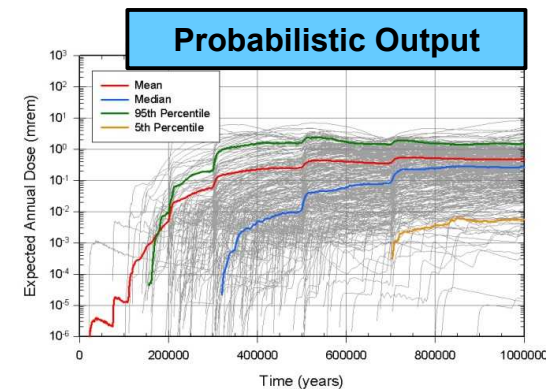 Probabilistic Output
10³
10²
10¹
10⁰
10⁻¹
10⁻²
10⁻³
10⁻⁴
10⁻⁵
10⁻⁶
Expected Annual Dose (mrem)
Mean
Median
95th Percentile
5th Percentile
0 200000 400000 600000 800000 1000000
Time (years)